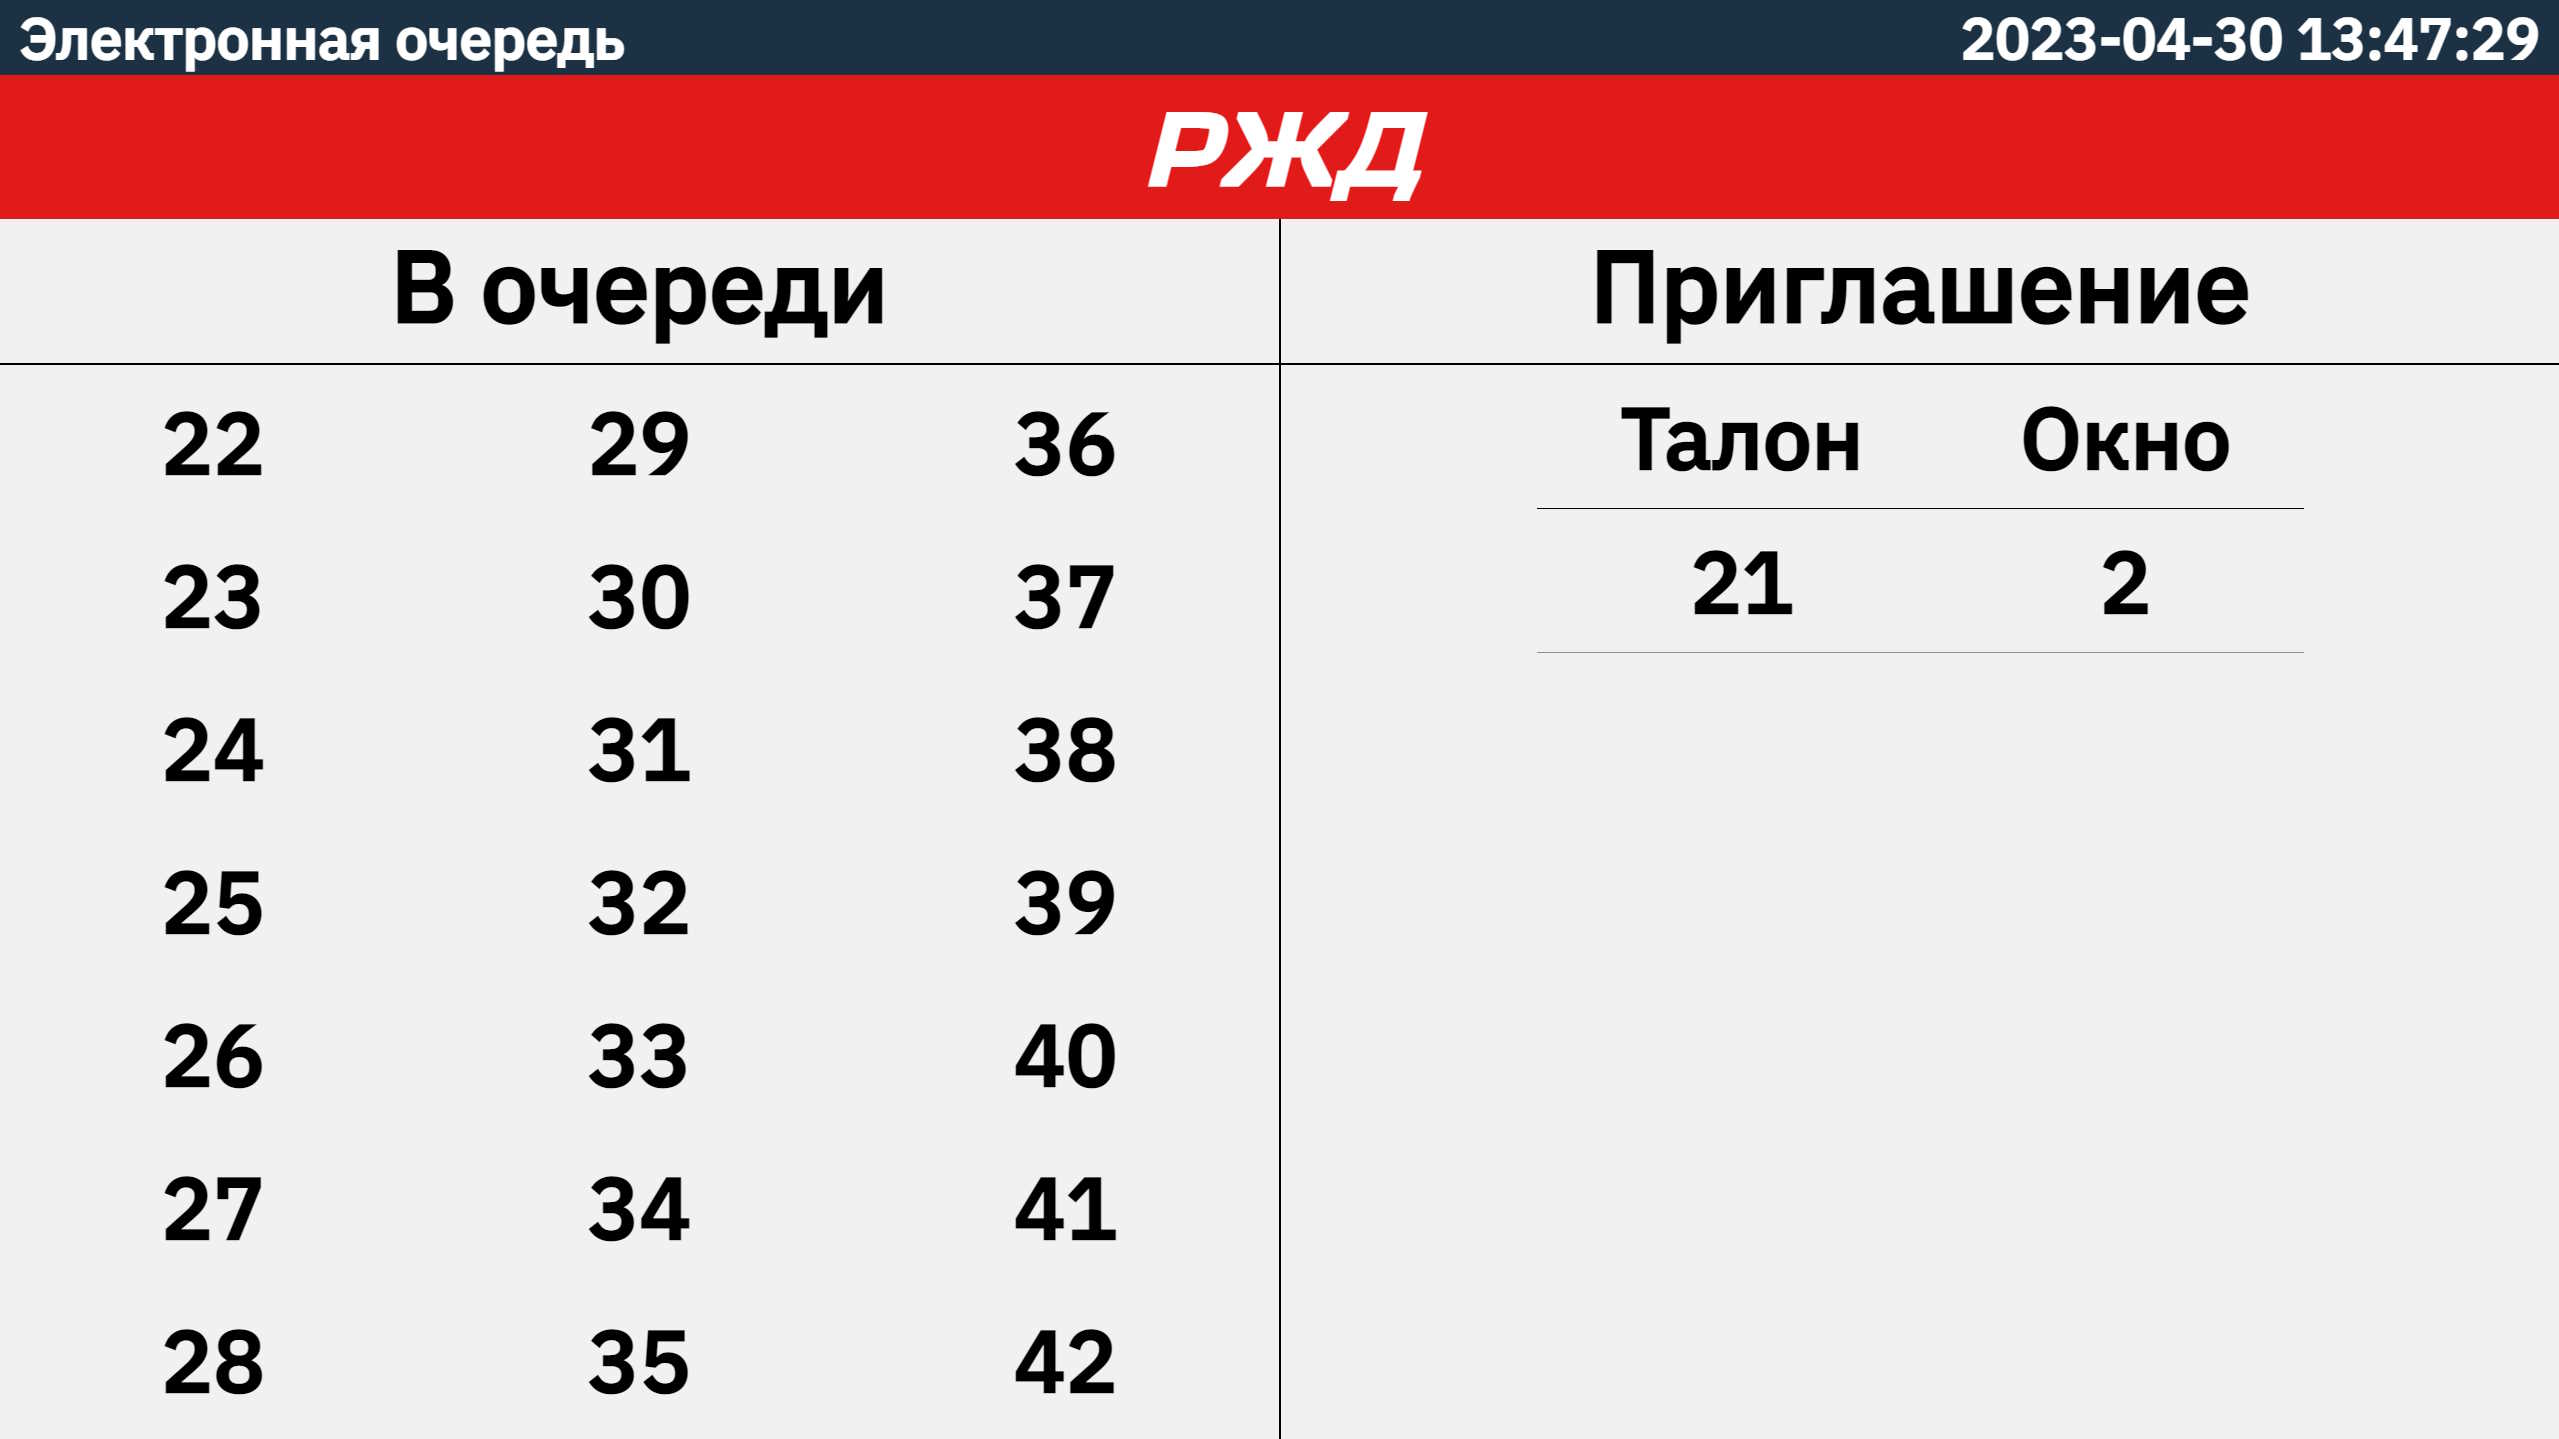 Электронная очередь 2023-04-30 13:47:29
РЖД
В очереди Приглашение
22 29 36 Талон Окно
23 30 37 21 2
24 31 38
25 32 39
26 33 40
27 34 41
28 35 42